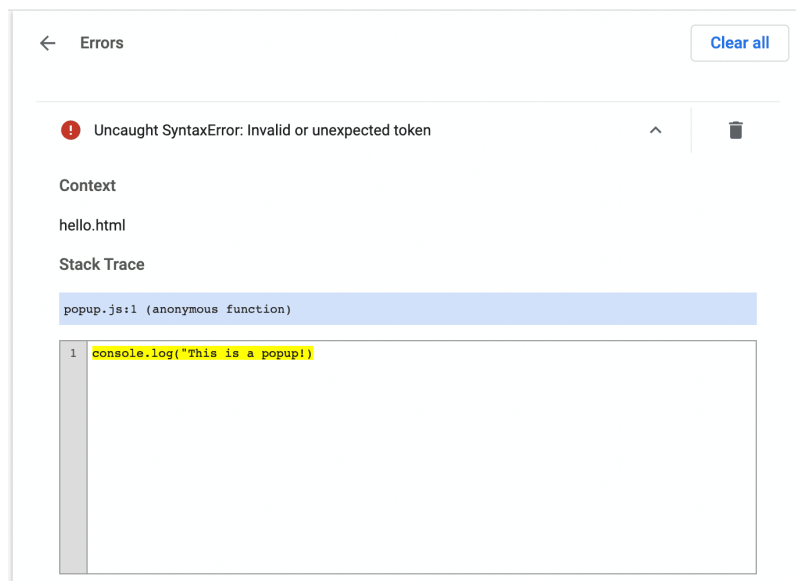 Errors
Clear all
Uncaught SyntaxError: Invalid or unexpected token
Context
hello.html
Stack Trace
popup.js:1 (anonymous function)
1 console.log("This is a popup!)